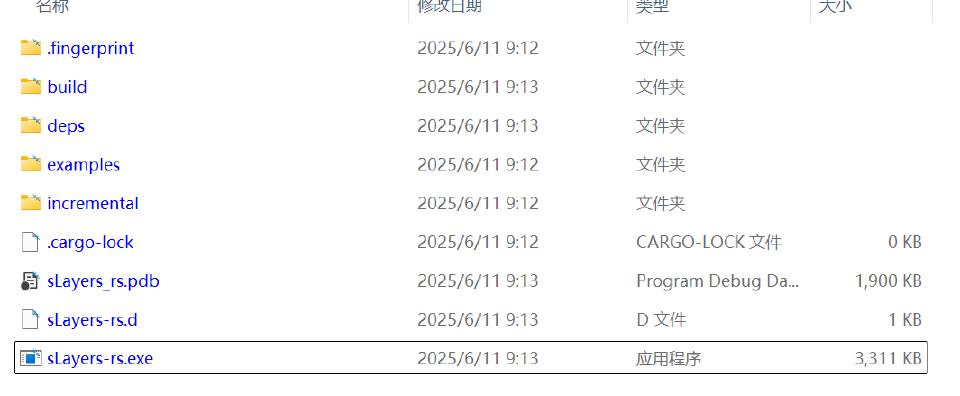 名称 修改日期 类型 大小
.fingerprint 2025/6/11 9:12 文件夹
build 2025/6/11 9:13 文件夹
deps 2025/6/11 9:13 文件夹
examples 2025/6/11 9:12 文件夹
incremental 2025/6/11 9:12 文件夹
.cargo-lock 2025/6/11 9:12 CARGO-LOCK 文件 0 KB
sLayers_rs.pdb 2025/6/11 9:13 Program Debug Da... 1,900 KB
sLayers-rs.d 2025/6/11 9:13 D 文件 1 KB
sLayers-rs.exe 2025/6/11 9:13 应用程序 3,311 KB